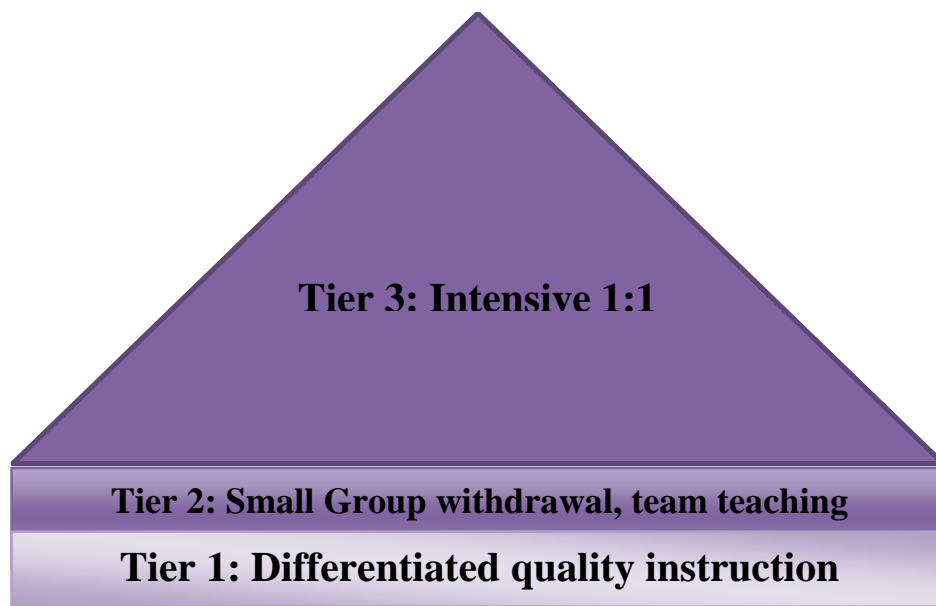 Tier 3: Intensive 1:1
Tier 2: Small Group withdrawal, team teaching
Tier 1: Differentiated quality instruction